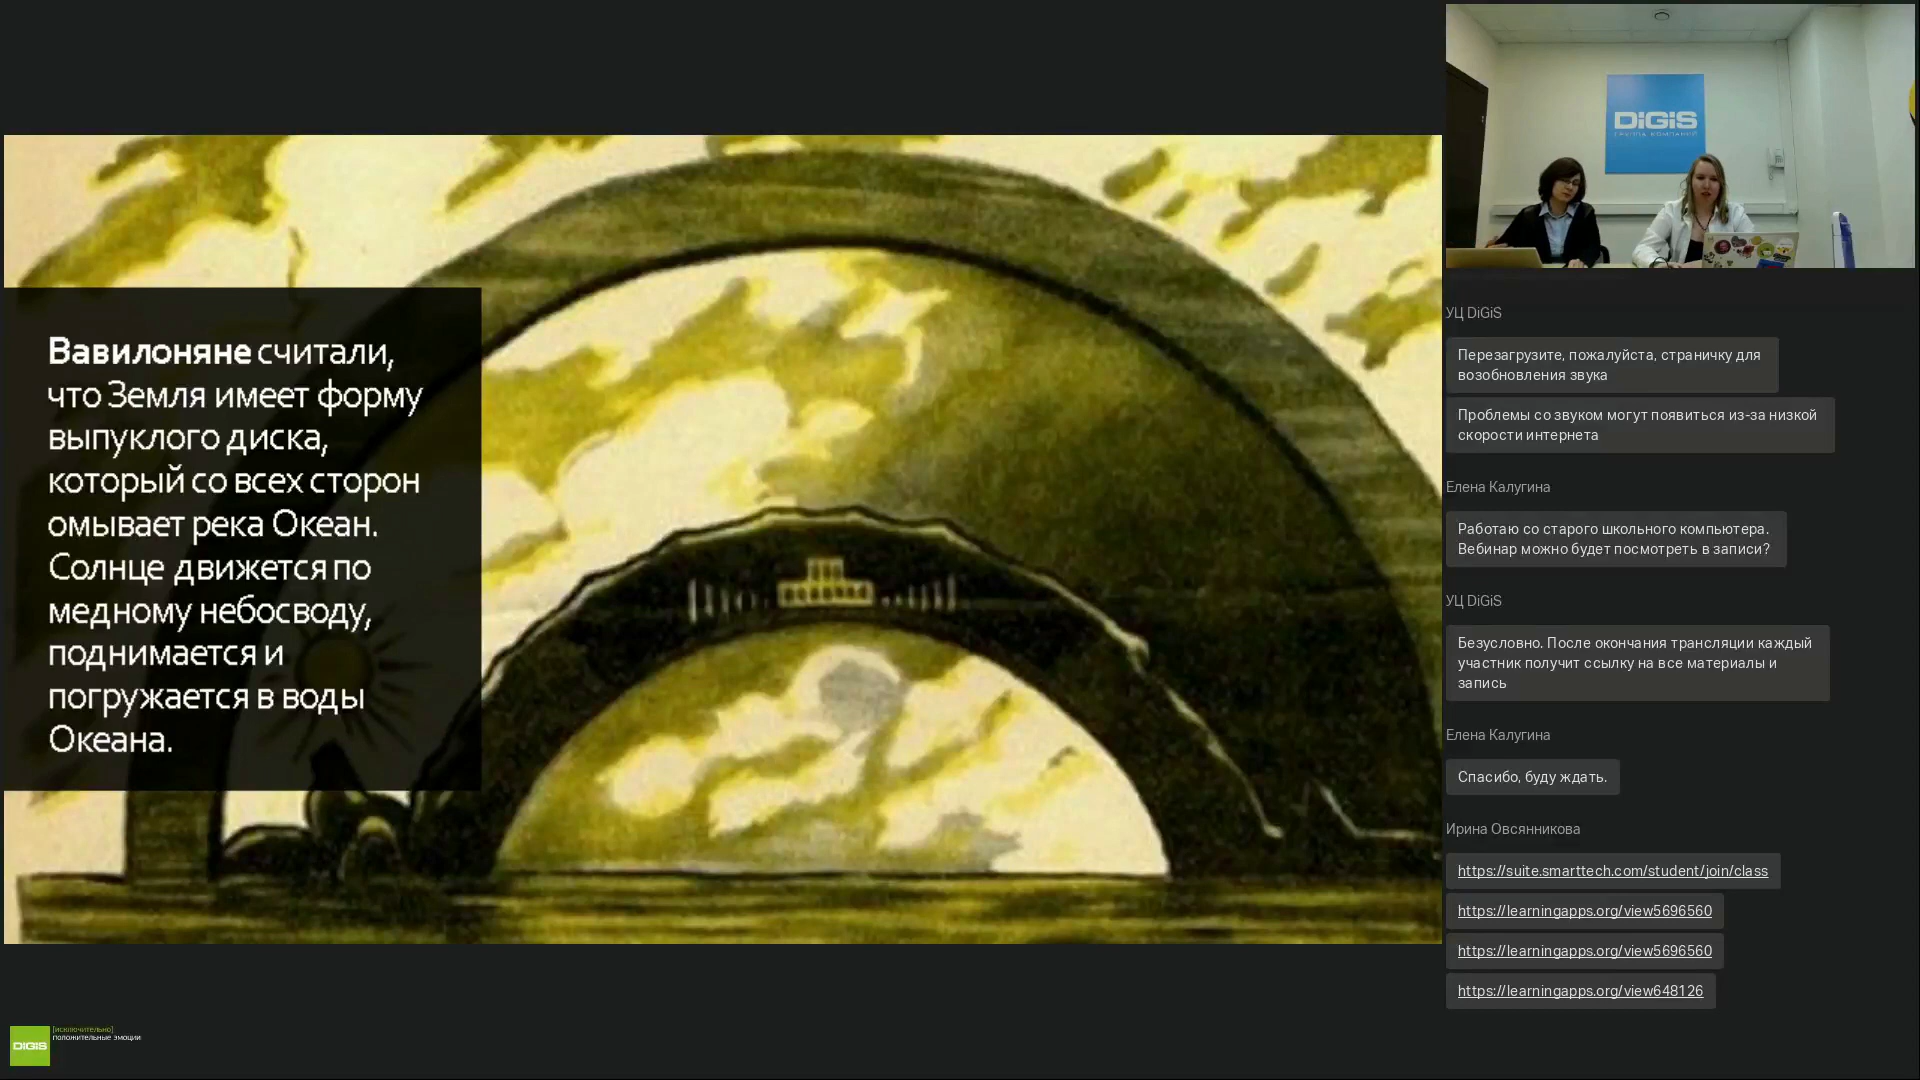 Вавилоняне считали,
что Земля имеет форму
выпуклого диска,
который со всех сторон
омывает река Океан.
Солнце движется по
медному небосводу,
поднимается и
погружается в воды
Океана.
DiGiS
ГРУППА КОМПАНИЙ
УЦ DiGiS
Перезагрузите, пожалуйста, страничку для
возобновления звука
Проблемы со звуком могут появиться из-за низкой
скорости интернета
Елена Калугина
Работаю со старого школьного компьютера.
Вебинар можно будет посмотреть в записи?
УЦ DiGiS
Безусловно. После окончания трансляции каждый
участник получит ссылку на все материалы и
запись
Елена Калугина
Спасибо, буду ждать.
Ирина Овсянникова
https://suite.smarttech.com/student/join/class
https://learningapps.org/view5696560
https://learningapps.org/view5696560
https://learningapps.org/view648126
DiGiS
[исключительно]
положительные эмоции